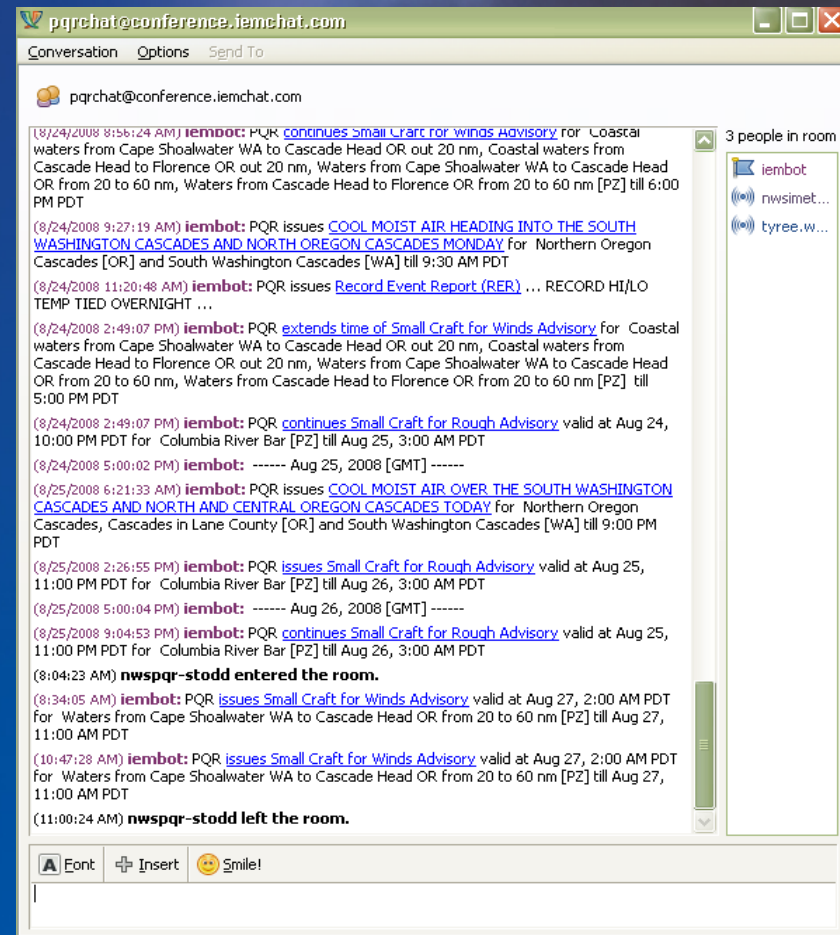 pqrchat@conference.iemchat.com
Conversation Options Send To
pqrchat@conference.iemchat.com
(8/24/2008 8:56:24 AM) iembot: PQR continues Small Craft for Winds Advisory for Coastal
waters from Cape Shoalwater WA to Cascade Head OR out 20 nm, Coastal waters from
Cascade Head to Florence OR out 20 nm, Waters from Cape Shoalwater WA to Cascade Head
OR from 20 to 60 nm, Waters from Cascade Head to Florence OR from 20 to 60 nm [PZ] till 6:00
PM PDT
(8/24/2008 9:27:19 AM) iembot: PQR issues COOL MOIST AIR HEADING INTO THE SOUTH
WASHINGTON CASCADES AND NORTH OREGON CASCADES MONDAY for Northern Oregon
Cascades [OR] and South Washington Cascades [WA] till 9:30 AM PDT
(8/24/2008 11:20:48 AM) iembot: PQR issues Record Event Report (RER) ... RECORD HI/LO
TEMP TIED OVERNIGHT ...
(8/24/2008 2:49:07 PM) iembot: PQR extends time of Small Craft for Winds Advisory for Coastal
waters from Cape Shoalwater WA to Cascade Head OR out 20 nm, Coastal waters from
Cascade Head to Florence OR out 20 nm, Waters from Cape Shoalwater WA to Cascade Head
OR from 20 to 60 nm, Waters from Cascade Head to Florence OR from 20 to 60 nm [PZ] till
5:00 PM PDT
(8/24/2008 2:49:07 PM) iembot: PQR continues Small Craft for Rough Advisory valid at Aug 24,
10:00 PM PDT for Columbia River Bar [PZ] till Aug 25, 3:00 AM PDT
(8/24/2008 5:00:02 PM) iembot: ------ Aug 25, 2008 [GMT] ------
(8/25/2008 6:21:33 AM) iembot: PQR issues COOL MOIST AIR OVER THE SOUTH WASHINGTON
CASCADES AND NORTH AND CENTRAL OREGON CASCADES TODAY for Northern Oregon
Cascades, Cascades in Lane County [OR] and South Washington Cascades [WA] till 9:00 PM
PDT
(8/25/2008 2:26:55 PM) iembot: PQR issues Small Craft for Rough Advisory valid at Aug 25,
11:00 PM PDT for Columbia River Bar [PZ] till Aug 26, 3:00 AM PDT
(8/25/2008 5:00:04 PM) iembot: ------ Aug 26, 2008 [GMT] ------
(8/25/2008 9:04:53 PM) iembot: PQR continues Small Craft for Rough Advisory valid at Aug 25,
11:00 PM PDT for Columbia River Bar [PZ] till Aug 26, 3:00 AM PDT
(8:04:23 AM) nwspqr-stodd entered the room.
(8:34:05 AM) iembot: PQR issues Small Craft for Winds Advisory valid at Aug 27, 2:00 AM PDT
for Waters from Cape Shoalwater WA to Cascade Head OR from 20 to 60 nm [PZ] till Aug 27,
11:00 AM PDT
(10:47:28 AM) iembot: PQR issues Small Craft for Winds Advisory valid at Aug 27, 2:00 AM PDT
for Waters from Cape Shoalwater WA to Cascade Head OR from 20 to 60 nm [PZ] till Aug 27,
11:00 AM PDT
(11:00:24 AM) nwspqr-stodd left the room.
3 people in room
iembot
nwsimet...
tyree.w...
A Font Insert Smile!